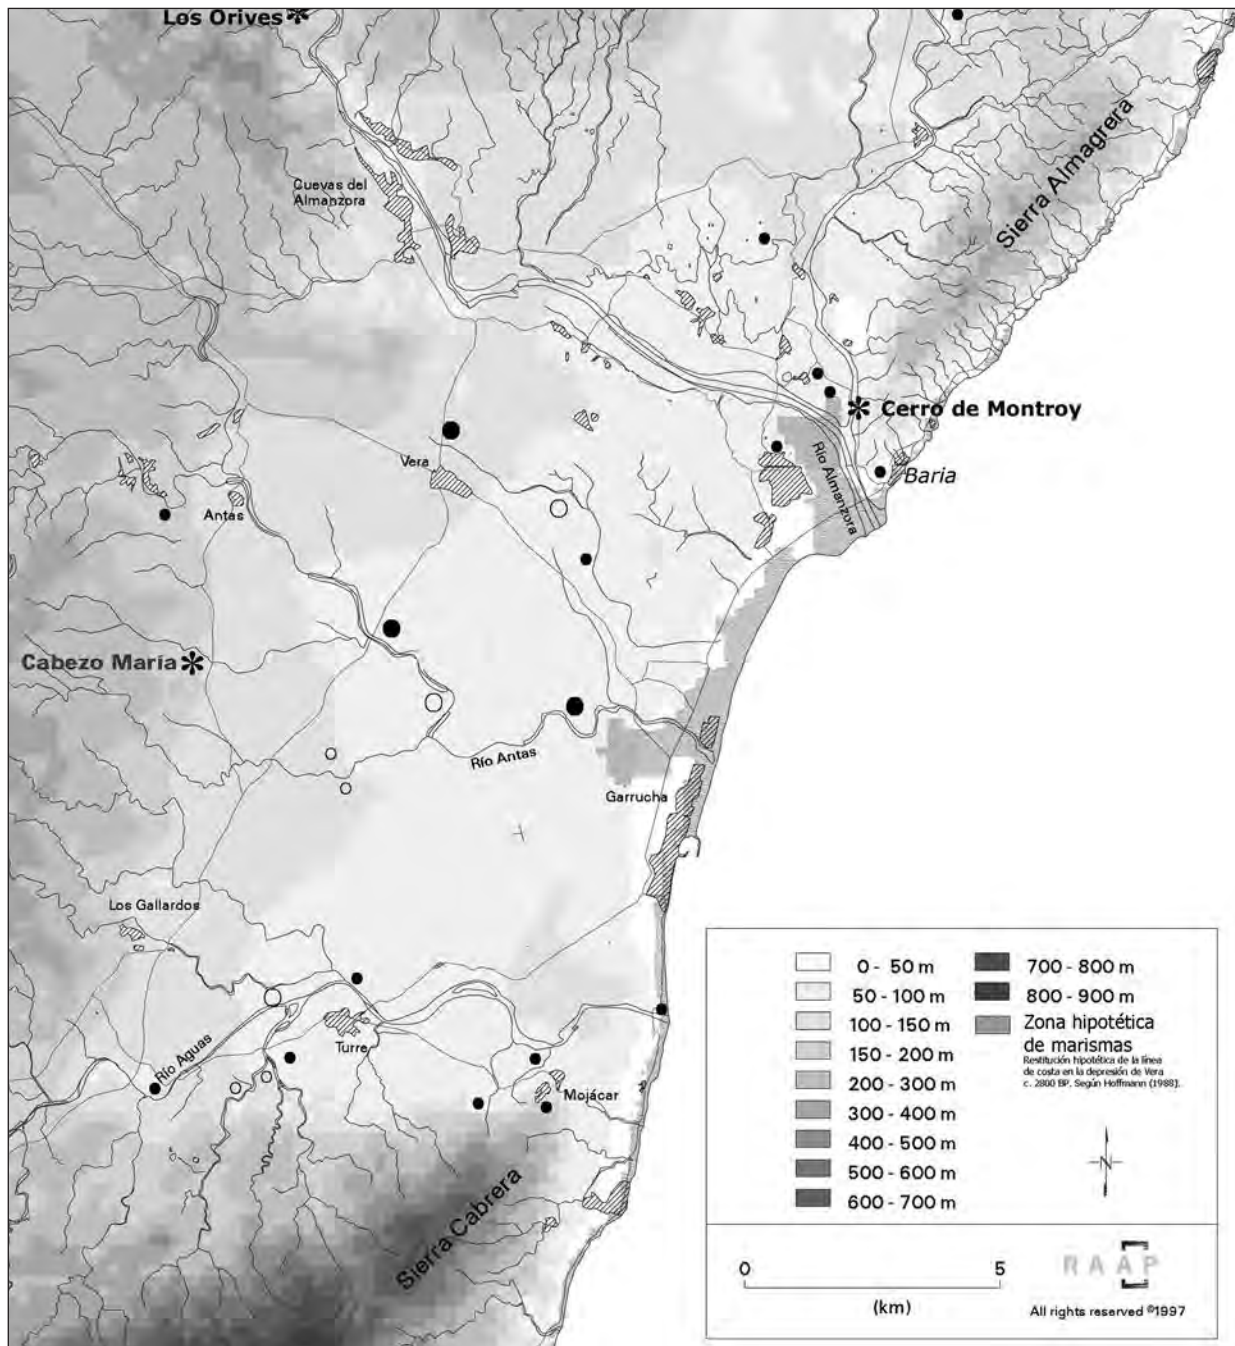 Los Orives
Sierra Almagrera
Cuevas del
Almanzora
Cerro de Montroy
Vera
Río Almanzora
Baria
Antas
Cabezo María
Río Antas
Garrucha
Los Gallardos
Turre
Río Aguas
Mojácar
Sierra Cabrera
0 - 50 m
50 - 100 m
100 - 150 m
150 - 200 m
200 - 300 m
300 - 400 m
400 - 500 m
500 - 600 m
600 - 700 m
700 - 800 m
800 - 900 m
Zona hipotética
de marismas
Restitución hipotética de la línea
de costa en la depresión de Vera
c. 2800 BP. Según Hoffmann (1988).
N
0 5
(km)
RAAP
All rights reserved ©1997